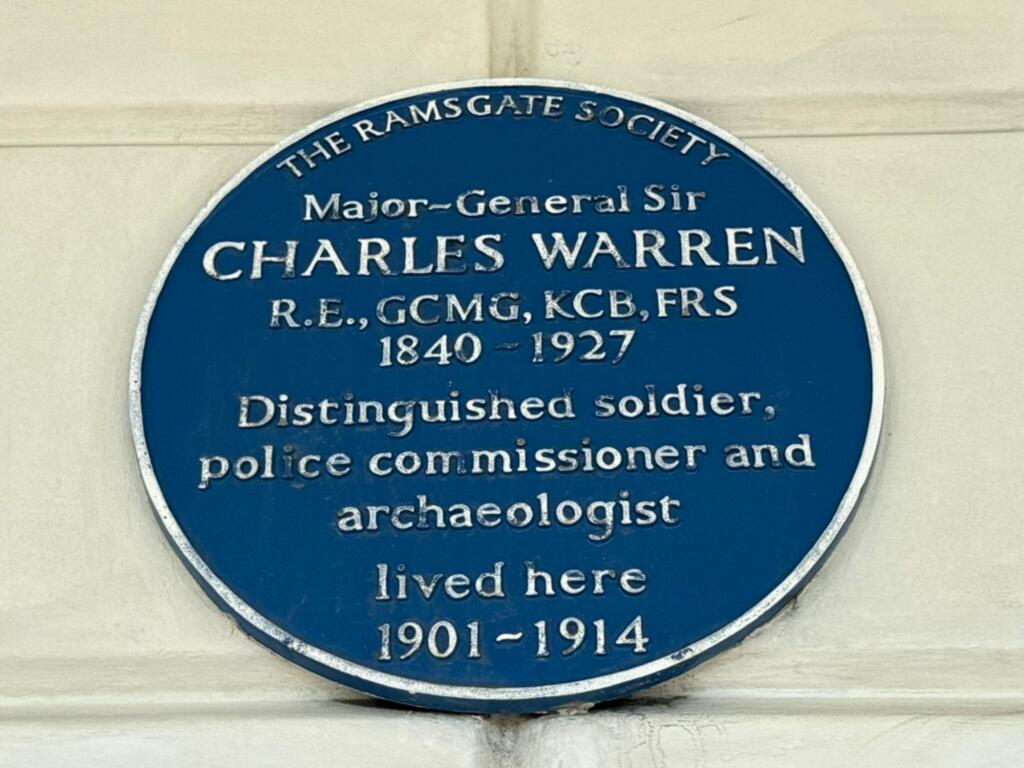 THE RAMSGATE SOCIETY
Major~General Sir
CHARLES WARREN
R.E., GCMG, KCB, FRS
1840 ~ 1927
Distinguished soldier,
police commissioner and
archaeologist
lived here
1901~1914